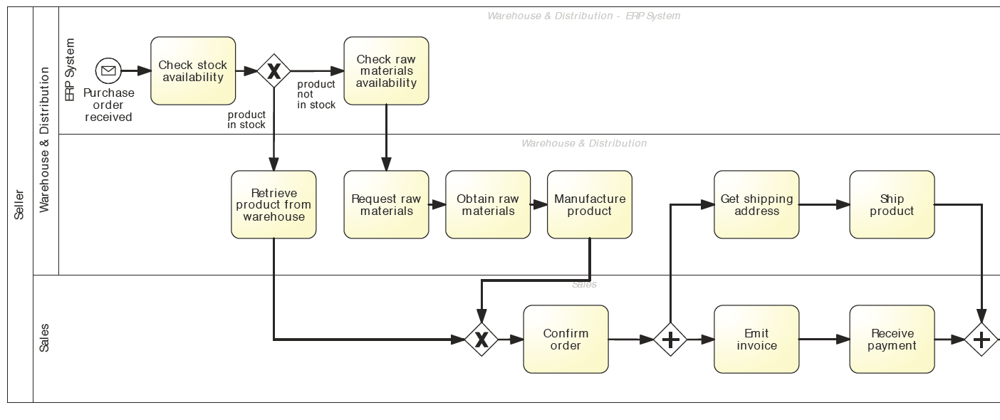 Warehouse & Distribution - ERP System
Seller
Warehouse & Distribution
ERP System
Purchase
order
received
Check stock
availability
product
not
in stock
product
in stock
Check raw
materials
availability
Warehouse & Distribution
Retrieve
product from
warehouse
Request raw
materials
Obtain raw
materials
Manufacture
product
Get shipping
address
Ship
product
Sales
Sales
Confirm
order
Emit
invoice
Receive
payment